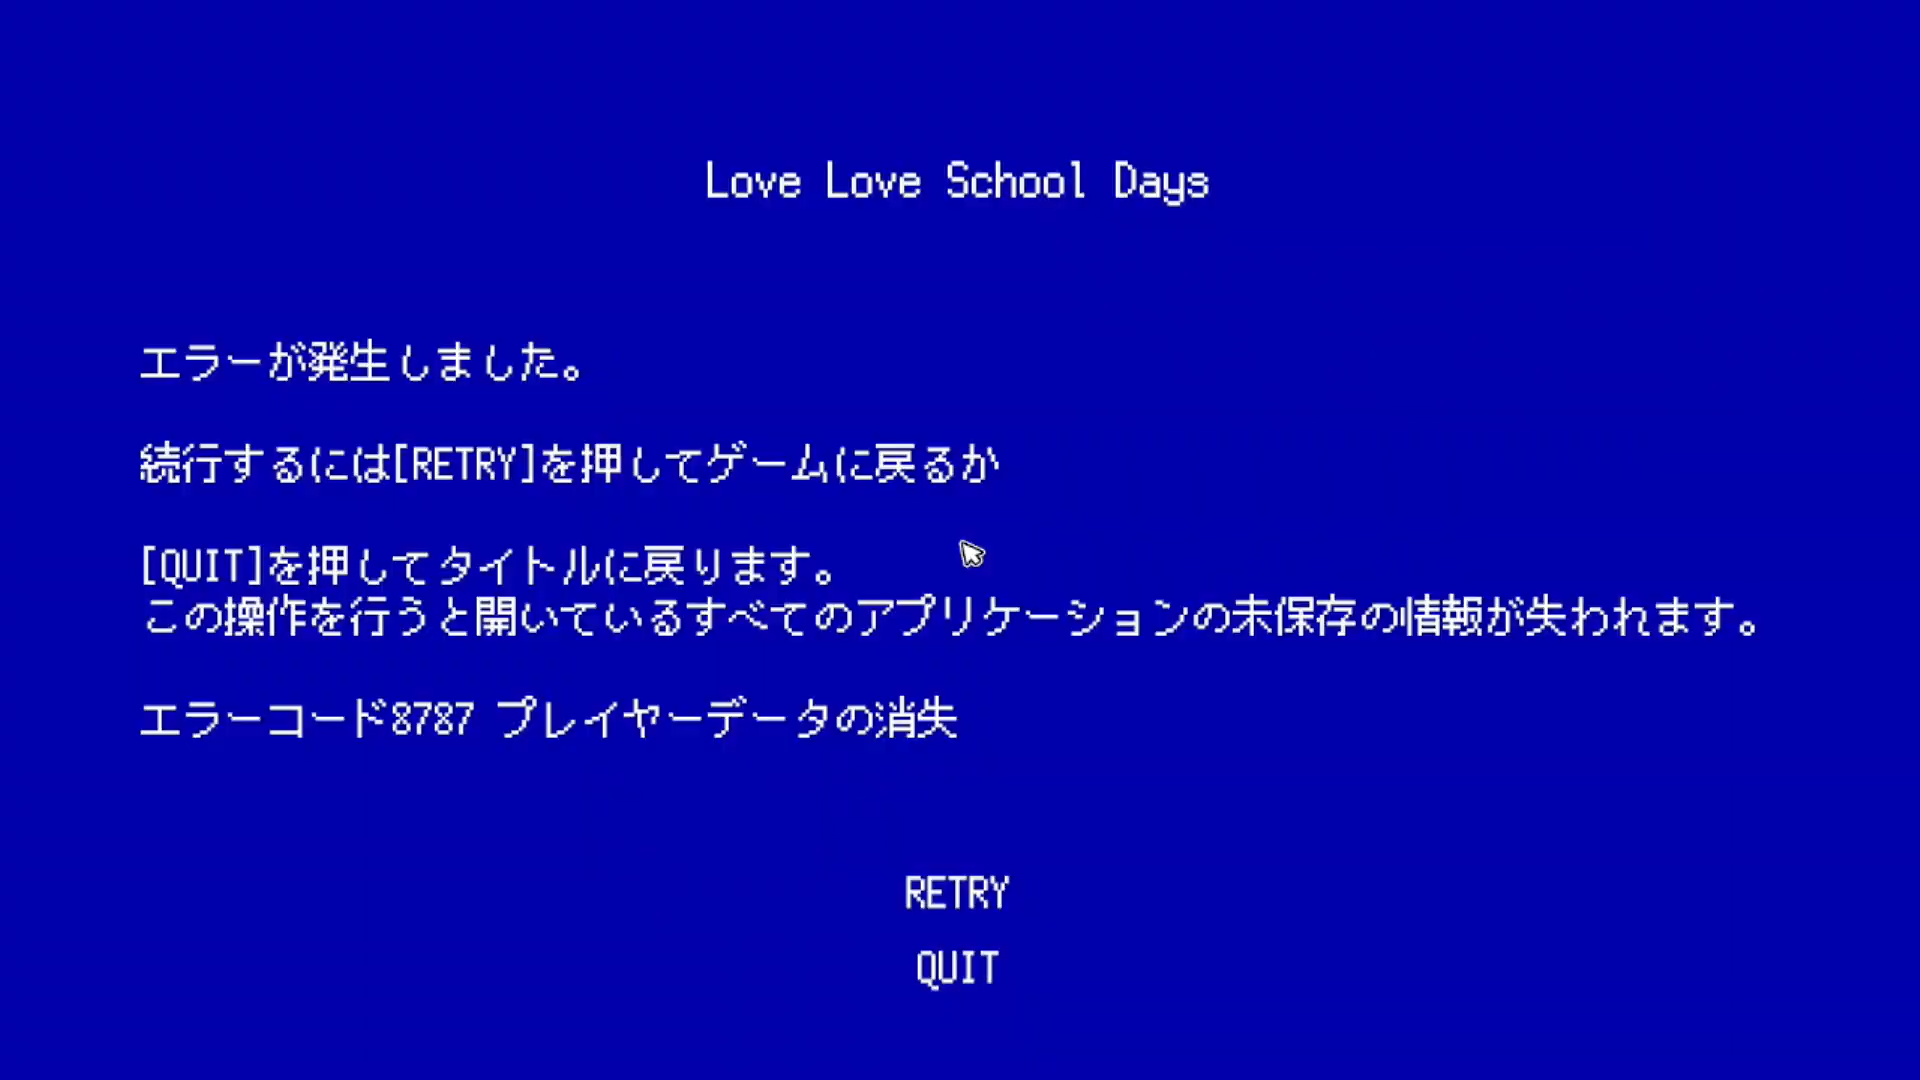 Love Love School Days
エラーが発生しました。
続行するには[RETRY]を押してゲームに戻るか
[QUIT]を押してタイトルに戻ります。
この操作を行うと開いているすべてのアプリケーションの未保存の情報が失われます。
エラーコード8787 プレイヤーデータの消失
RETRY
QUIT